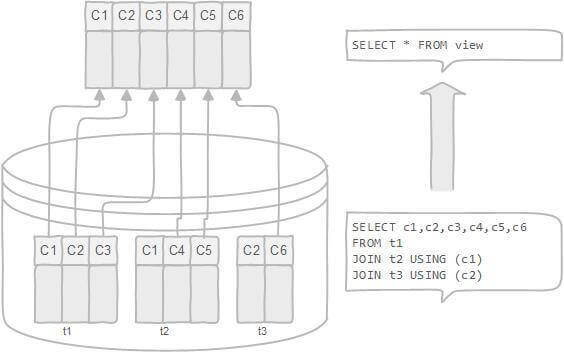 C1 C2 C3 C4 C5 C6
SELECT * FROM view
SELECT c1,c2,c3,c4,c5,c6
FROM t1
JOIN t2 USING (c1)
JOIN t3 USING (c2)
C1 C2 C3 C1 C4 C5 C2 C6
t1 t2 t3